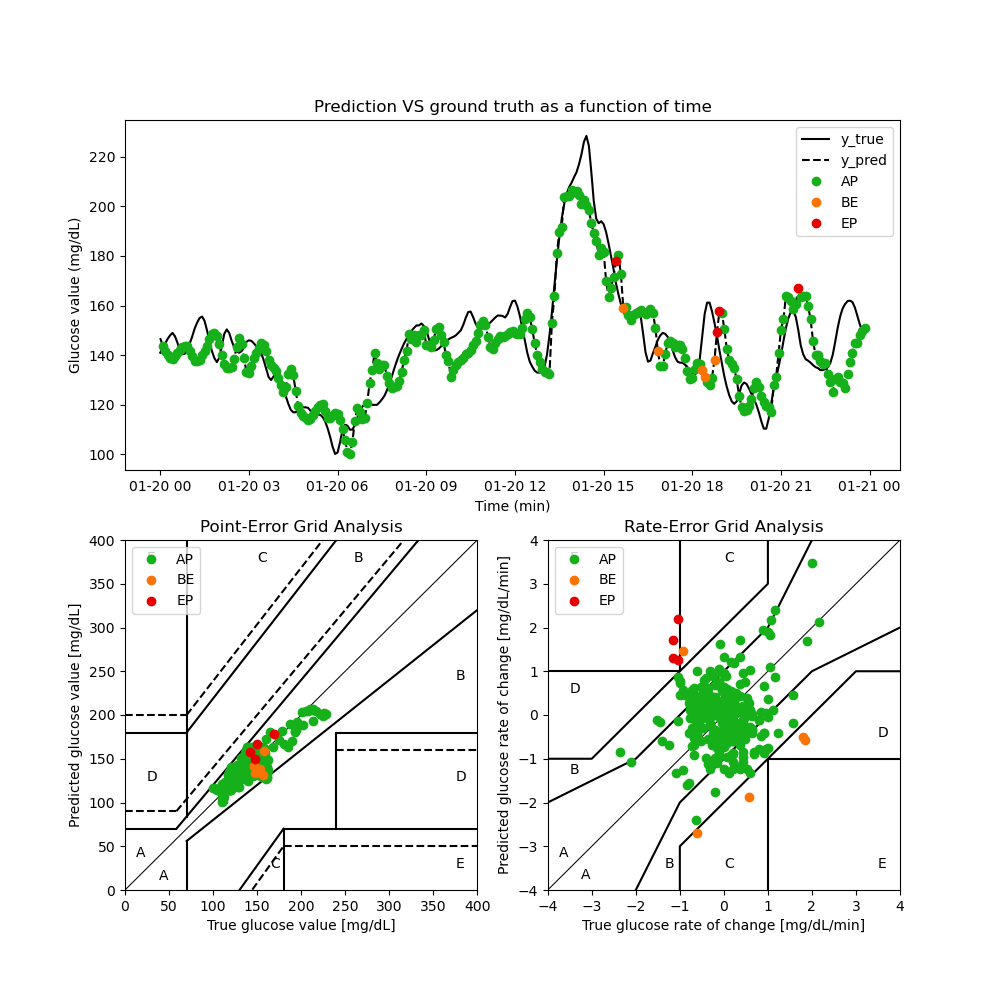 Prediction VS ground truth as a function of time
Glucose value (mg/dL)
220
200
180
160
140
120
100
y_true
y_pred
AP
BE
EP
01-20 00 01-20 03 01-20 06 01-20 09 01-20 12 01-20 15 01-20 18 01-20 21 01-21 00
Time (min)
Point-Error Grid Analysis
Predicted glucose value [mg/dL]
400
350
300
250
200
150
100
50
0
AP
BE
EP
C
B
B
D
D
A
A
C
E
0 50 100 150 200 250 300 350 400
True glucose value [mg/dL]
Rate-Error Grid Analysis
Predicted glucose rate of change [mg/dL/min]
4
3
2
1
0
−1
−2
−3
−4
AP
BE
EP
C
D
D
B
A
A
B
C
E
−4 −3 −2 −1 0 1 2 3 4
True glucose rate of change [mg/dL/min]